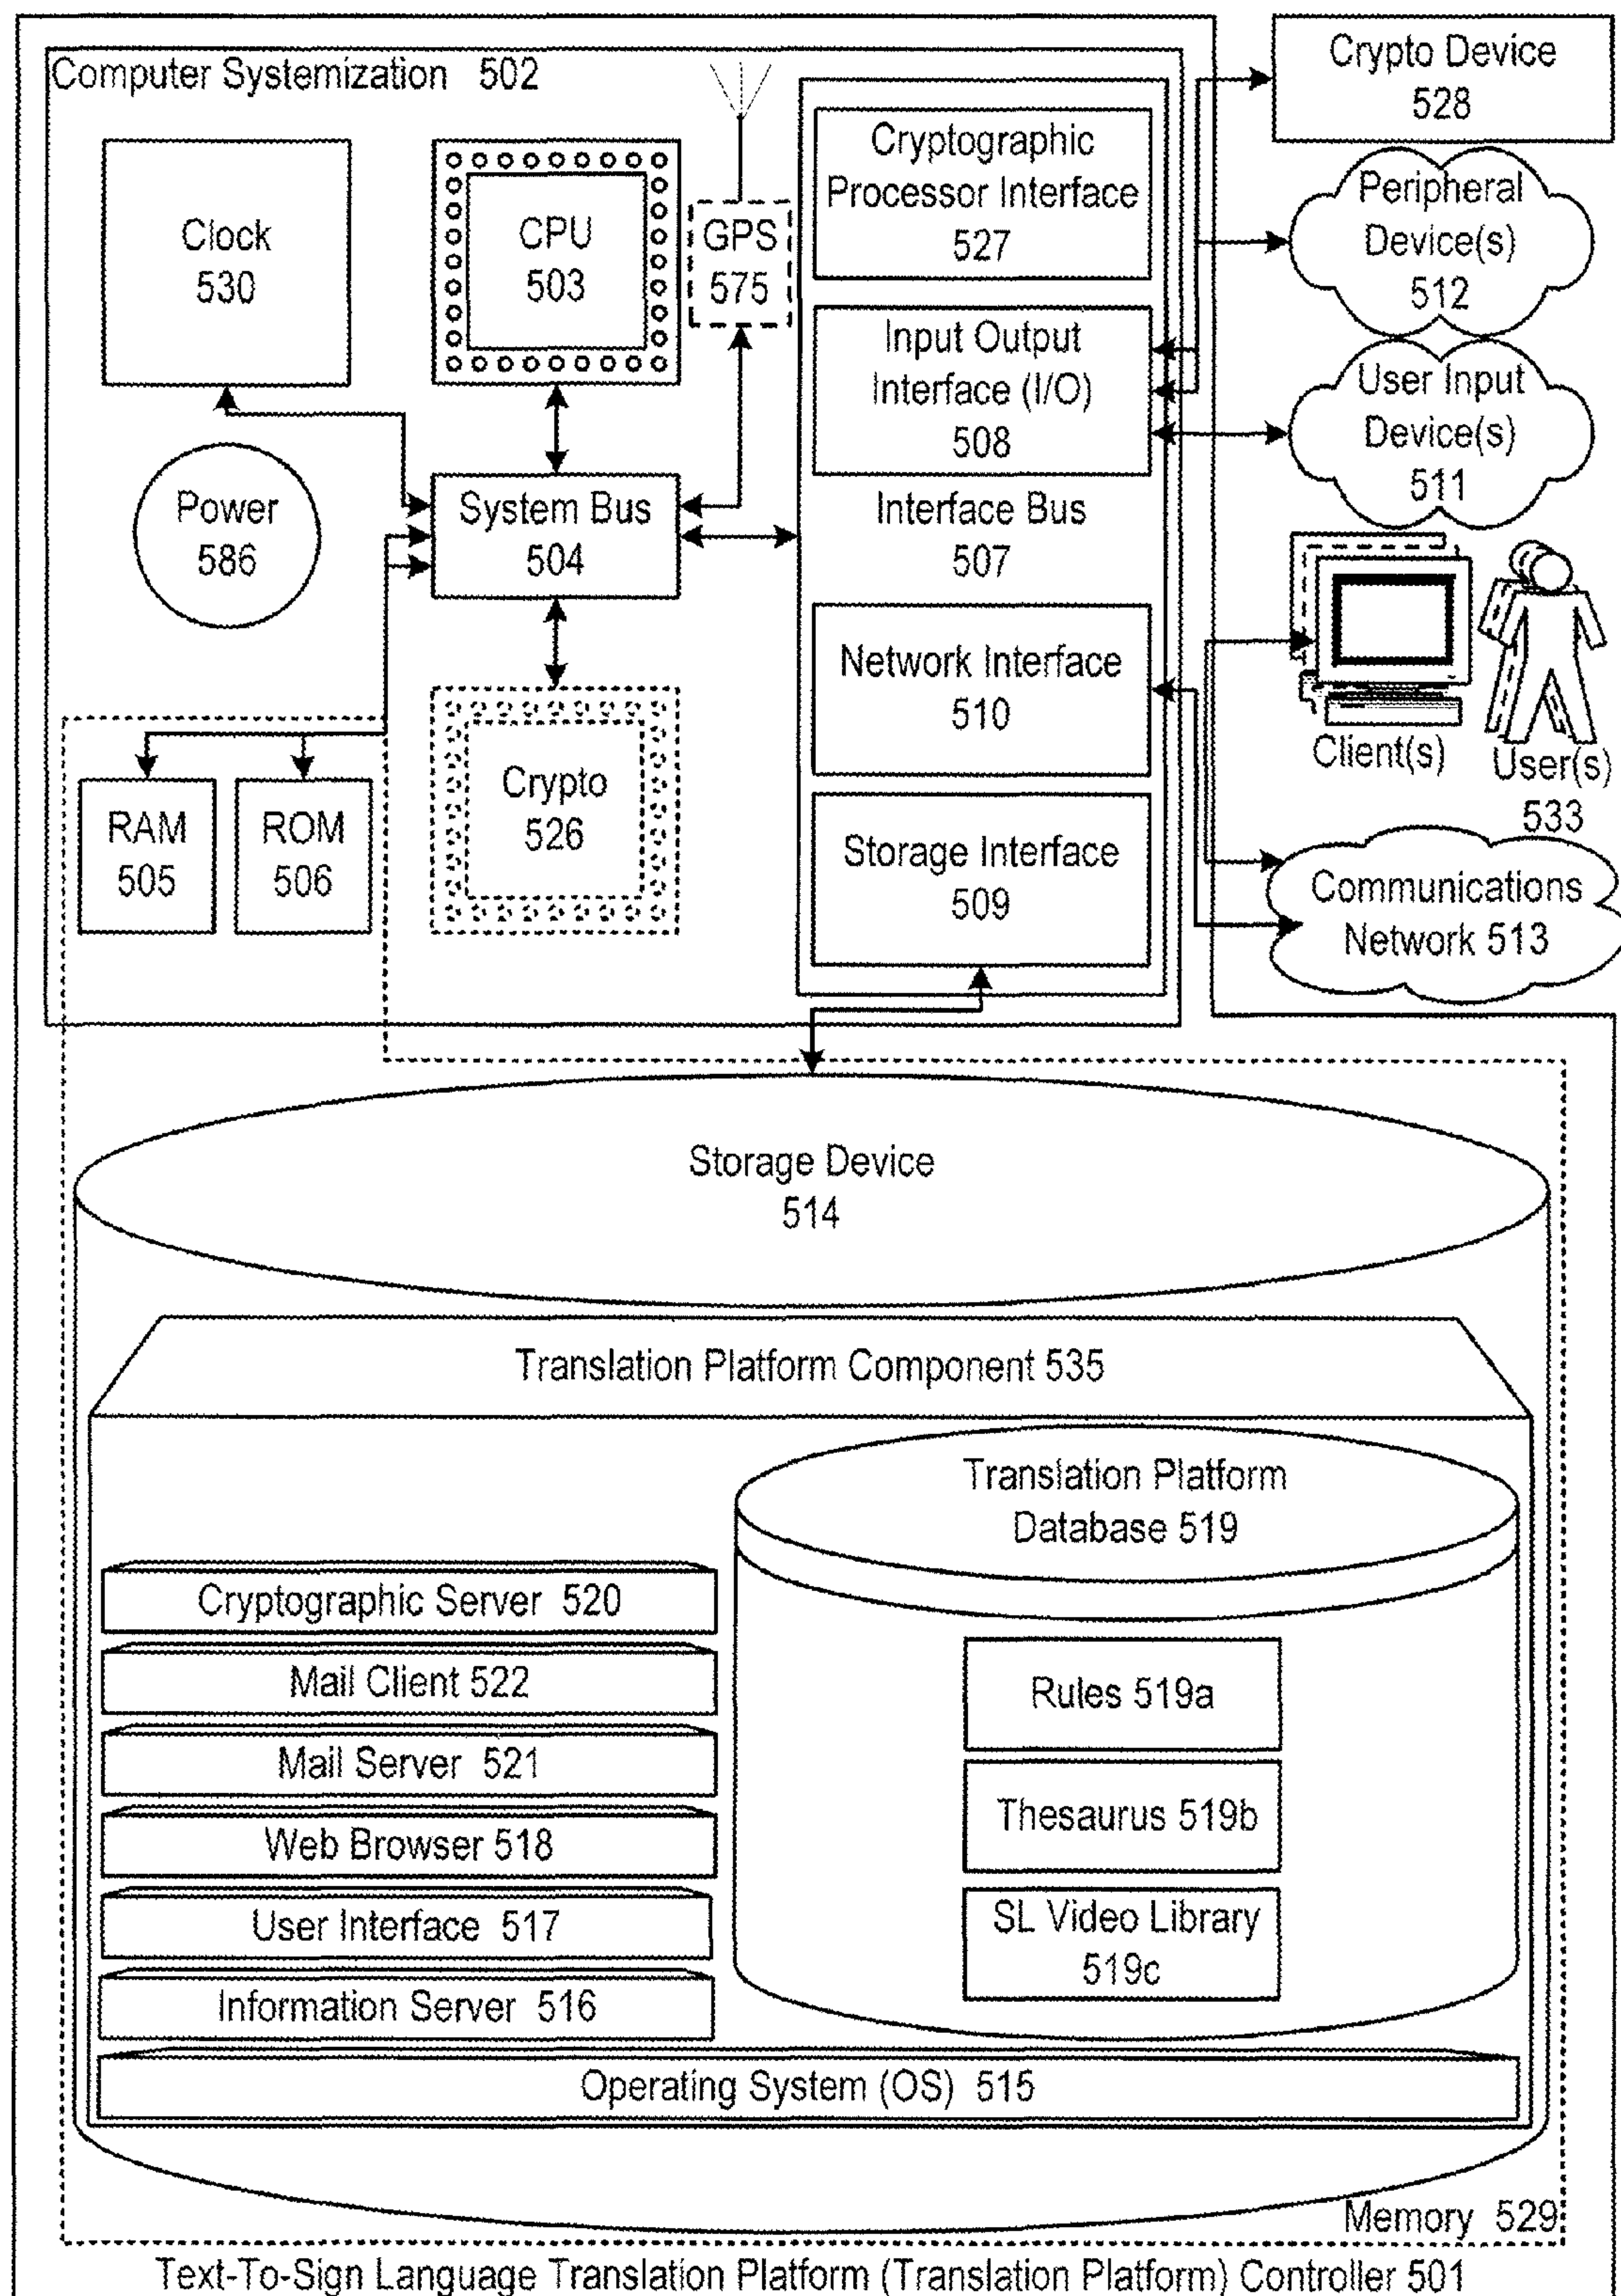 Computer Systemization 502
Clock
530
CPU
503
GPS
575
Power
586
System Bus
504
RAM
505
ROM
506
Crypto
526
Cryptographic
Processor Interface
527
Input Output
Interface (I/O)
508
Interface Bus
507
Network Interface
510
Storage Interface
509
Crypto Device
528
Peripheral
Device(s)
512
User Input
Device(s)
511
Client(s)
User(s)
533
Communications
Network 513
Storage Device
514
Translation Platform Component 535
Translation Platform
Database 519
Rules 519a
Thesaurus 519b
SL Video Library
519c
Cryptographic Server 520
Mail Client 522
Mail Server 521
Web Browser 518
User Interface 517
Information Server 516
Operating System (OS) 515
Memory 529
Text-To-Sign Language Translation Platform (Translation Platform) Controller 501